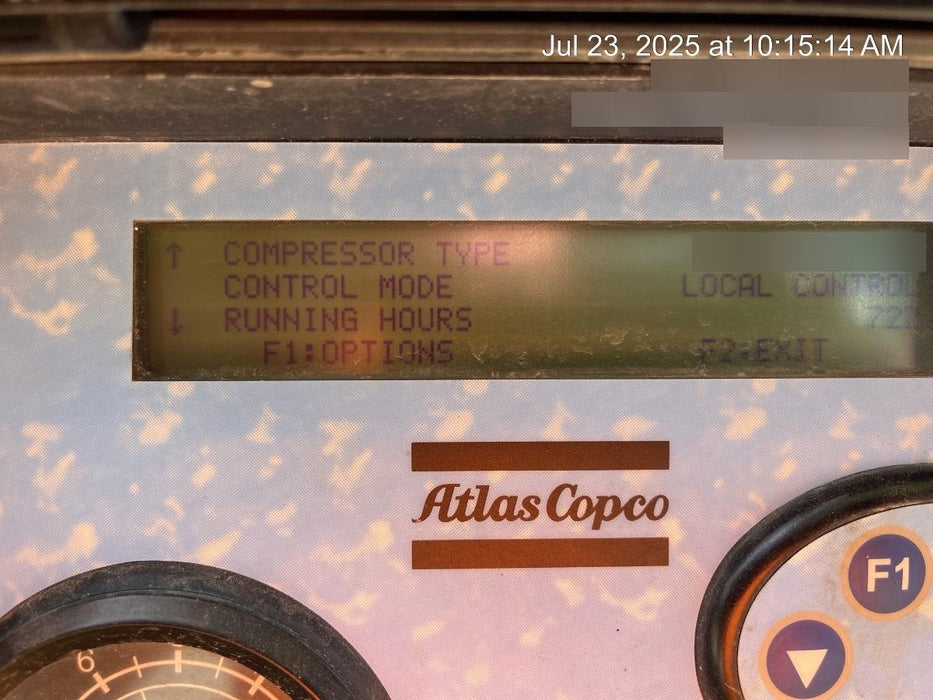 Jul 23, 2025 at 10:15:14 AM
↑ COMPRESSOR TYPE
CONTROL MODE LOCAL CONTROL
↓ RUNNING HOURS
F1:OPTIONS F2:EXIT
Atlas Copco
F1
6